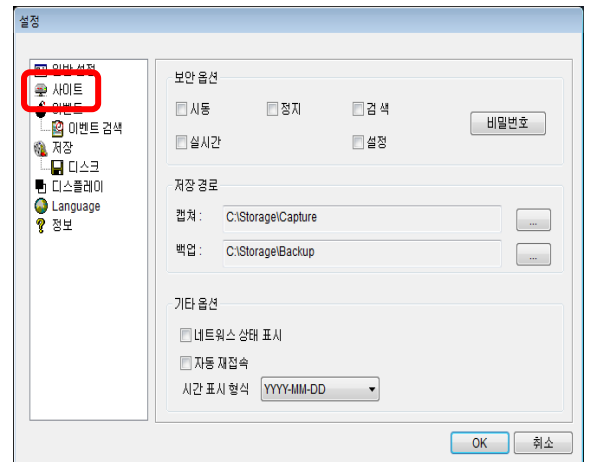 설정
일반 설정
사이트
이벤트
이벤트 검색
저장
디스크
디스플레이
Language
정보
보안 옵션
시동 정지 검색 비밀번호
실시간 설정
저장 경로
캡쳐 : C:\Storage\Capture ...
백업 : C:\Storage\Backup ...
기타 옵션
네트워스 상태 표시
자동 재접속
시간 표시 형식 YYYY-MM-DD
OK 취소